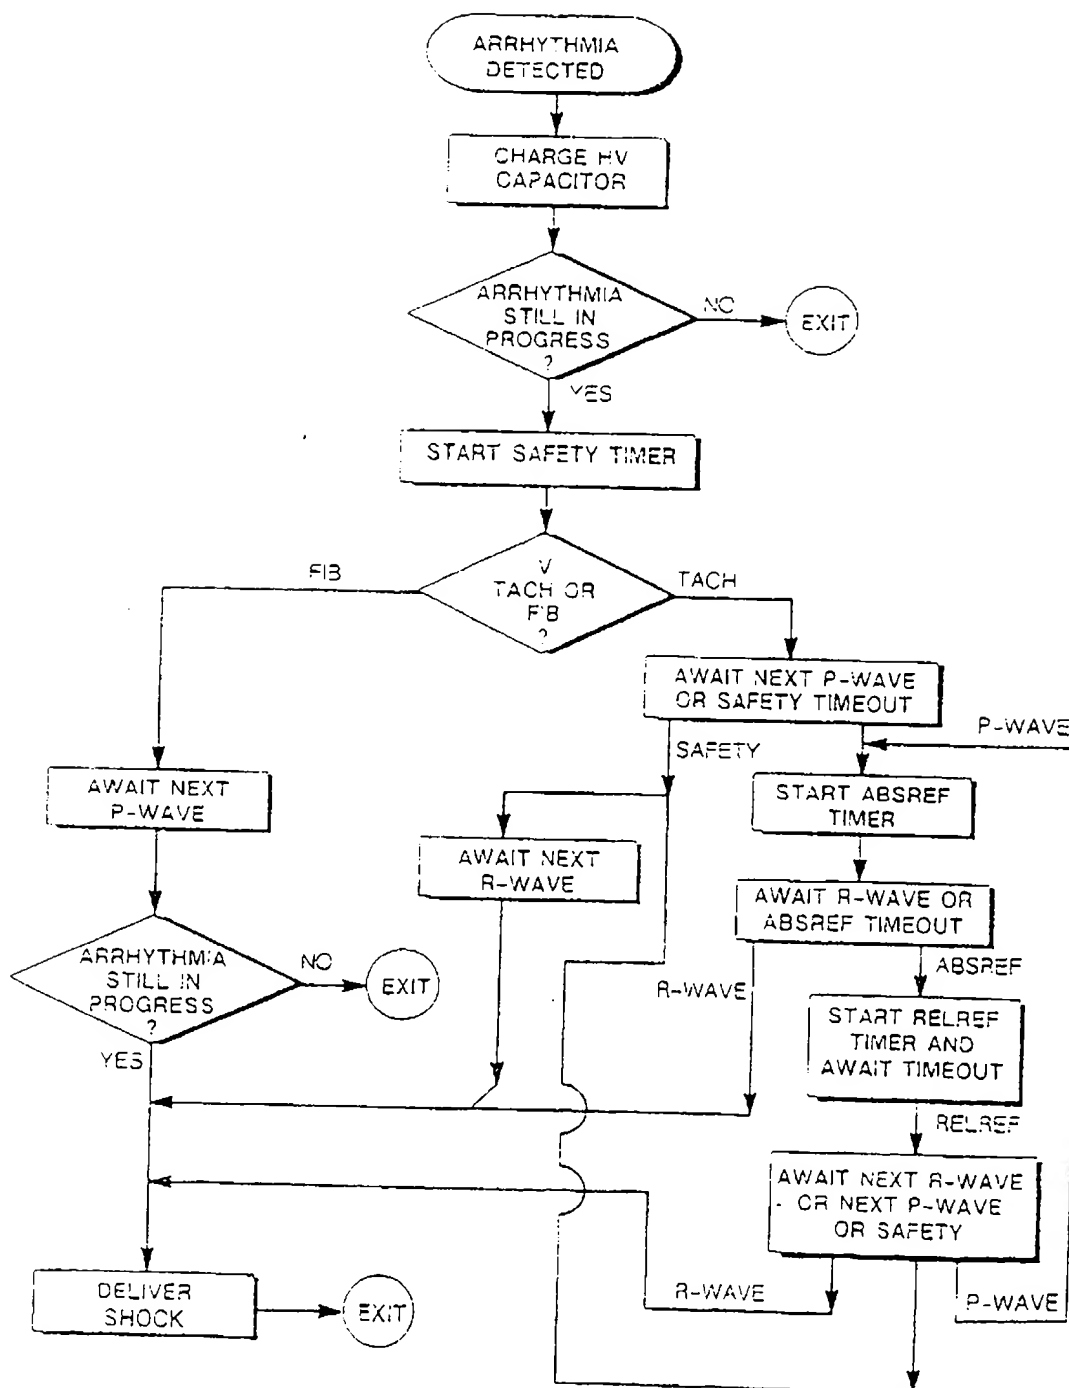 ARRHYTHMIA
DETECTED
CHARGE HV
CAPACITOR
ARRHYTHMIA
STILL IN
PROGRESS
?
NO
EXIT
YES
START SAFETY TIMER
V
TACH OR
FIB
?
FIB
TACH
AWAIT NEXT P-WAVE
OR SAFETY TIMEOUT
P-WAVE
SAFETY
START ABSREF
TIMER
AWAIT NEXT
P-WAVE
AWAIT NEXT
R-WAVE
AWAIT R-WAVE OR
ABSREF TIMEOUT
ARRHYTHMIA
STILL IN
PROGRESS
?
NO
EXIT
YES
R-WAVE
ABSREF
START RELREF
TIMER AND
AWAIT TIMEOUT
RELREF
AWAIT NEXT R-WAVE
OR NEXT P-WAVE
OR SAFETY
R-WAVE
P-WAVE
DELIVER
SHOCK
EXIT